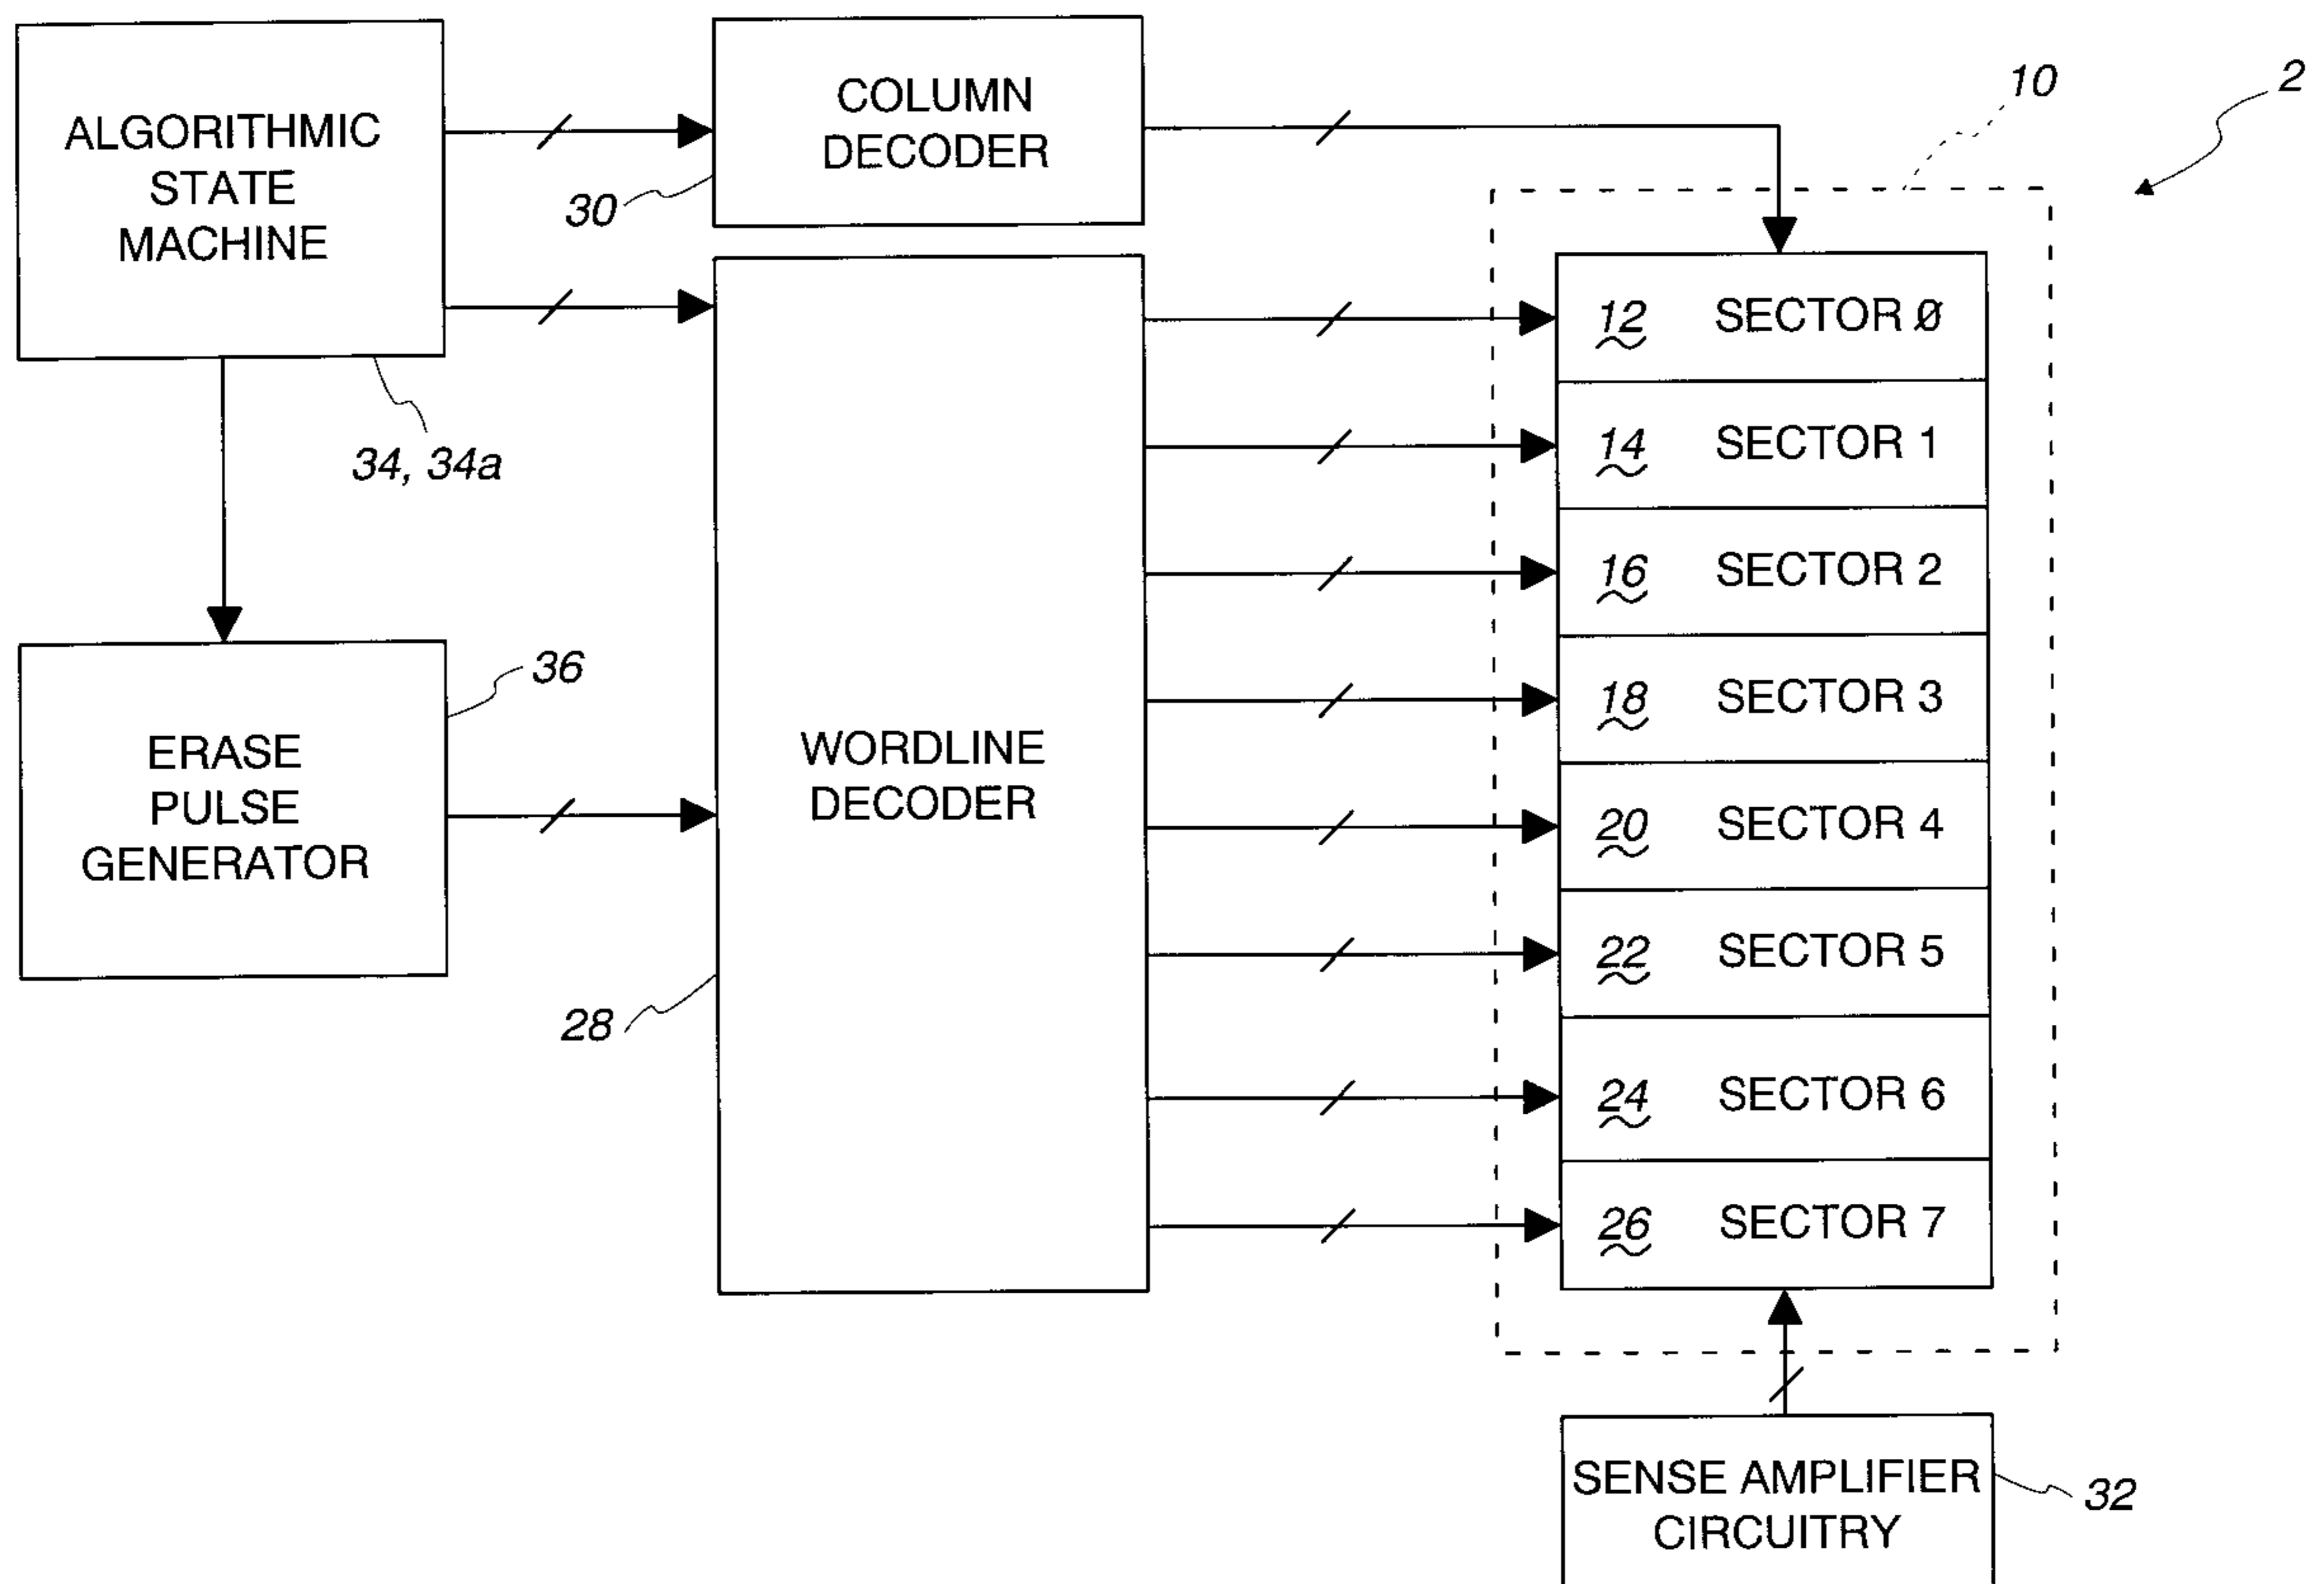 ALGORITHMIC
STATE
MACHINE
34, 34a
COLUMN
DECODER
30
10
2
ERASE
PULSE
GENERATOR
36
WORDLINE
DECODER
28
12 SECTOR Ø
14 SECTOR 1
16 SECTOR 2
18 SECTOR 3
20 SECTOR 4
22 SECTOR 5
24 SECTOR 6
26 SECTOR 7
SENSE AMPLIFIER
CIRCUITRY
32